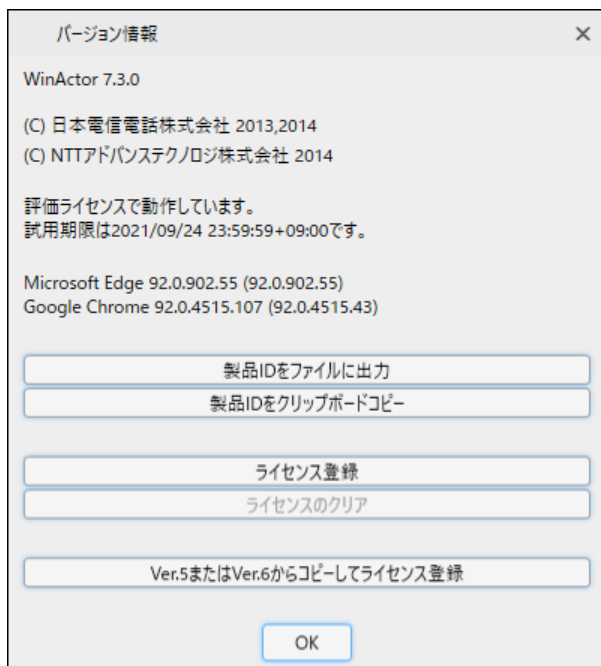 バージョン情報
WinActor 7.3.0
(C) 日本電信電話株式会社 2013,2014
(C) NTTアドバンステクノロジ株式会社 2014
評価ライセンスで動作しています。
試用期限は2021/09/24 23:59:59+09:00です。
Microsoft Edge 92.0.902.55 (92.0.902.55)
Google Chrome 92.0.4515.107 (92.0.4515.43)
製品IDをファイルに出力
製品IDをクリップボードコピー
ライセンス登録
ライセンスのクリア
Ver.5またはVer.6からコピーしてライセンス登録
OK